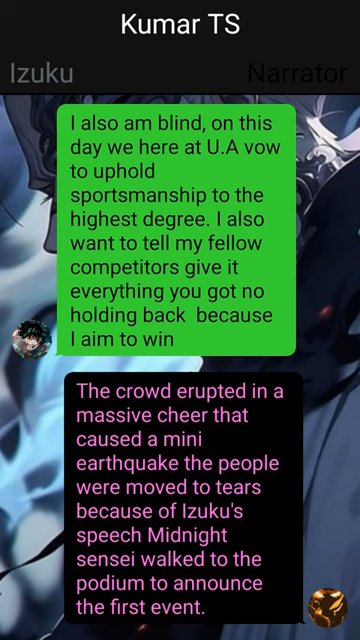 Kumar TS
Izuku
Narrator
I also am blind, on this
day we here at U.A vow
to uphold
sportsmanship to the
highest degree. I also
want to tell my fellow
competitors give it
everything you got no
holding back  because
I aim to win
The crowd erupted in a
massive cheer that
caused a mini
earthquake the people
were moved to tears
because of Izuku's
speech Midnight
sensei walked to the
podium to announce
the first event.